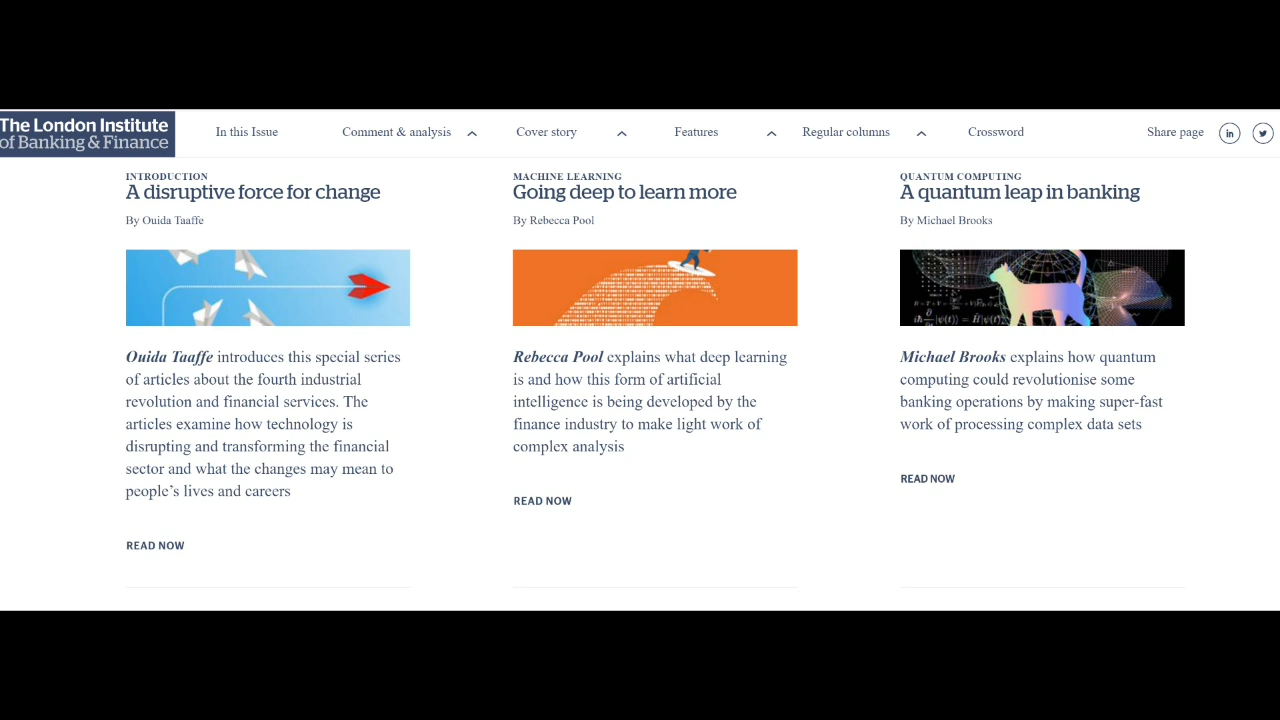 The London Institute
of Banking & Finance
In this Issue
Comment & analysis
Cover story
Features
Regular columns
Crossword
Share page
in
INTRODUCTION
A disruptive force for change
By Ouida Taaffe
Ouida Taaffe introduces this special series
of articles about the fourth industrial
revolution and financial services. The
articles examine how technology is
disrupting and transforming the financial
sector and what the changes may mean to
people’s lives and careers
READ NOW
MACHINE LEARNING
Going deep to learn more
By Rebecca Pool
Rebecca Pool explains what deep learning
is and how this form of artificial
intelligence is being developed by the
finance industry to make light work of
complex analysis
READ NOW
QUANTUM COMPUTING
A quantum leap in banking
By Michael Brooks
Michael Brooks explains how quantum
computing could revolutionise some
banking operations by making super-fast
work of processing complex data sets
READ NOW